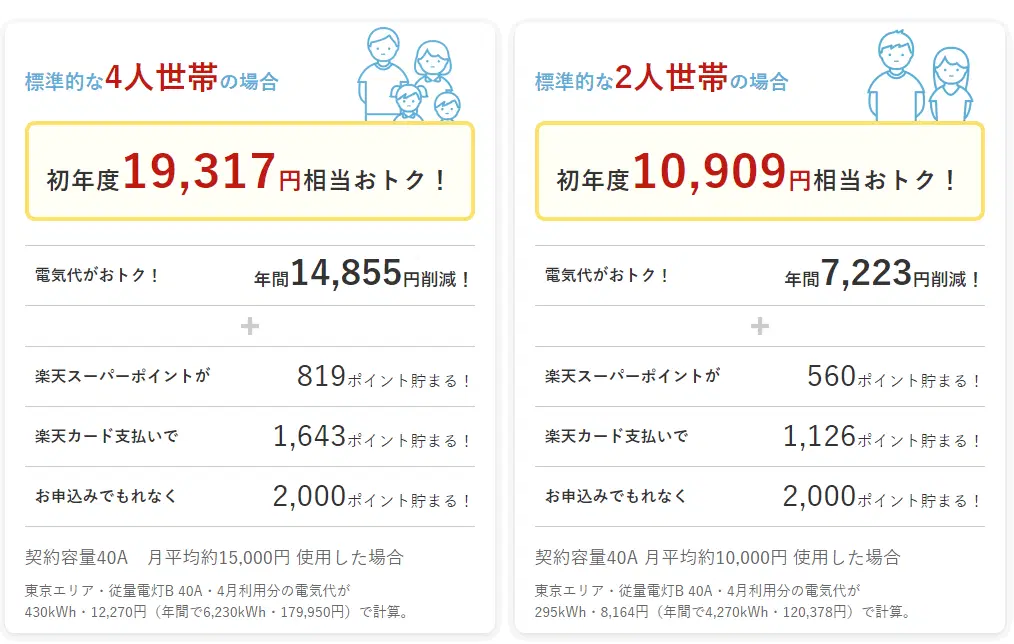 標準的な4人世帯の場合
初年度19,317円相当おトク！
電気代がおトク！ 年間14,855円削減！
+
楽天スーパーポイントが 819ポイント貯まる！
楽天カード支払いで 1,643ポイント貯まる！
お申込みでもれなく 2,000ポイント貯まる！
契約容量40A　月平均約15,000円 使用した場合
東京エリア・従量電灯B 40A・4月利用分の電気代が
430kWh・12,270円（年間で6,230kWh・179,950円）で計算。
標準的な2人世帯の場合
初年度10,909円相当おトク！
電気代がおトク！ 年間7,223円削減！
+
楽天スーパーポイントが 560ポイント貯まる！
楽天カード支払いで 1,126ポイント貯まる！
お申込みでもれなく 2,000ポイント貯まる！
契約容量40A 月平均約10,000円 使用した場合
東京エリア・従量電灯B 40A・4月利用分の電気代が
295kWh・8,164円（年間で4,270kWh・120,378円）で計算。